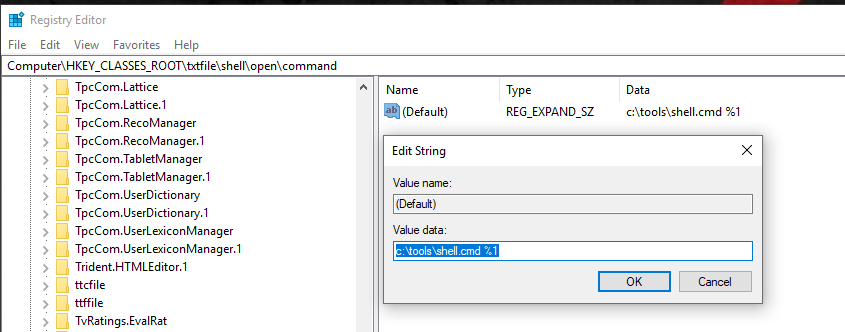 Registry Editor
File Edit View Favorites Help
Computer\HKEY_CLASSES_ROOT\txtfile\shell\open\command
TpcCom.Lattice
TpcCom.Lattice.1
TpcCom.RecoManager
TpcCom.RecoManager.1
TpcCom.TabletManager
TpcCom.TabletManager.1
TpcCom.UserDictionary
TpcCom.UserDictionary.1
TpcCom.UserLexiconManager
TpcCom.UserLexiconManager.1
Trident.HTMLEditor.1
ttcfile
ttffile
TvRatings.EvalRat
Name Type Data
ab (Default) REG_EXPAND_SZ c:\tools\shell.cmd %1
Edit String
Value name:
(Default)
Value data:
c:\tools\shell.cmd %1
OK Cancel